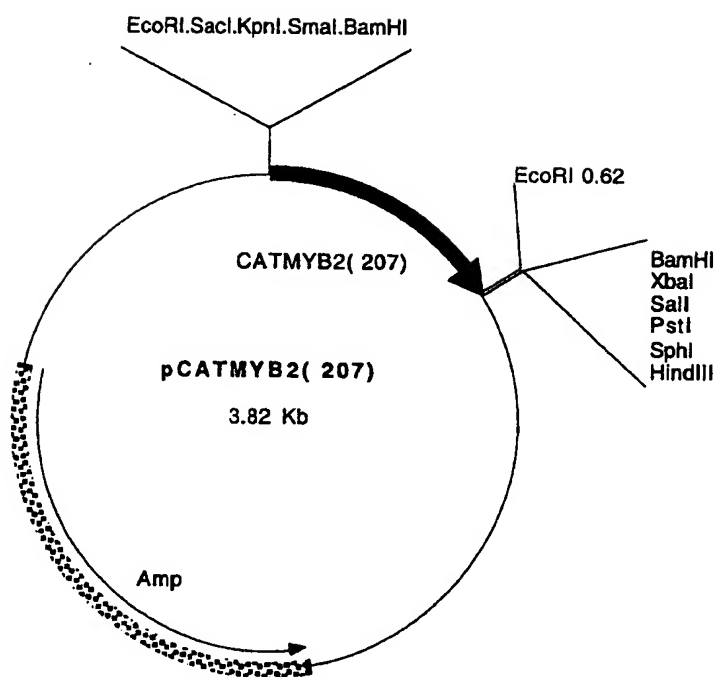 EcoRI.SacI.KpnI.SmaI.BamHI
EcoRI 0.62
CATMYB2( 207)
BamHI
XbaI
SalI
PstI
SphI
HindIII
pCATMYB2( 207)
3.82 Kb
Amp